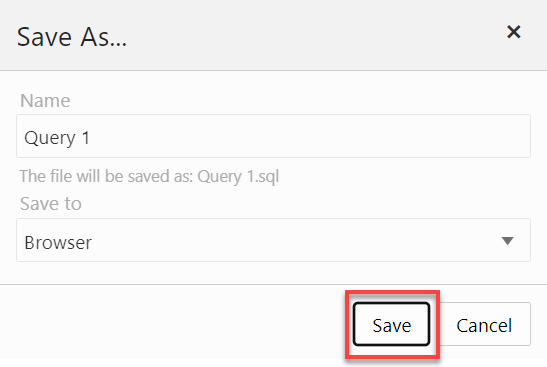 Save As...
Name
Query 1
The file will be saved as: Query 1.sql
Save to
Browser
Save Cancel